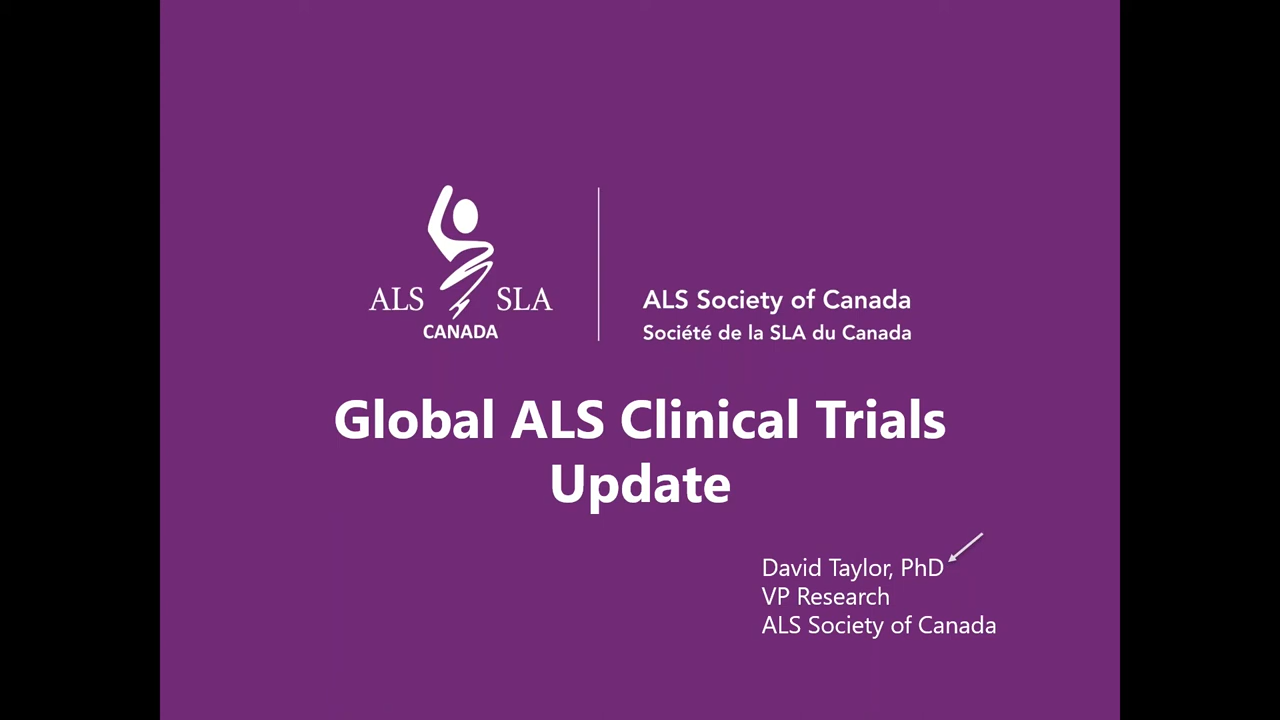 ALS SLA
CANADA
ALS Society of Canada
Société de la SLA du Canada
Global ALS Clinical Trials
Update
David Taylor, PhD
VP Research
ALS Society of Canada